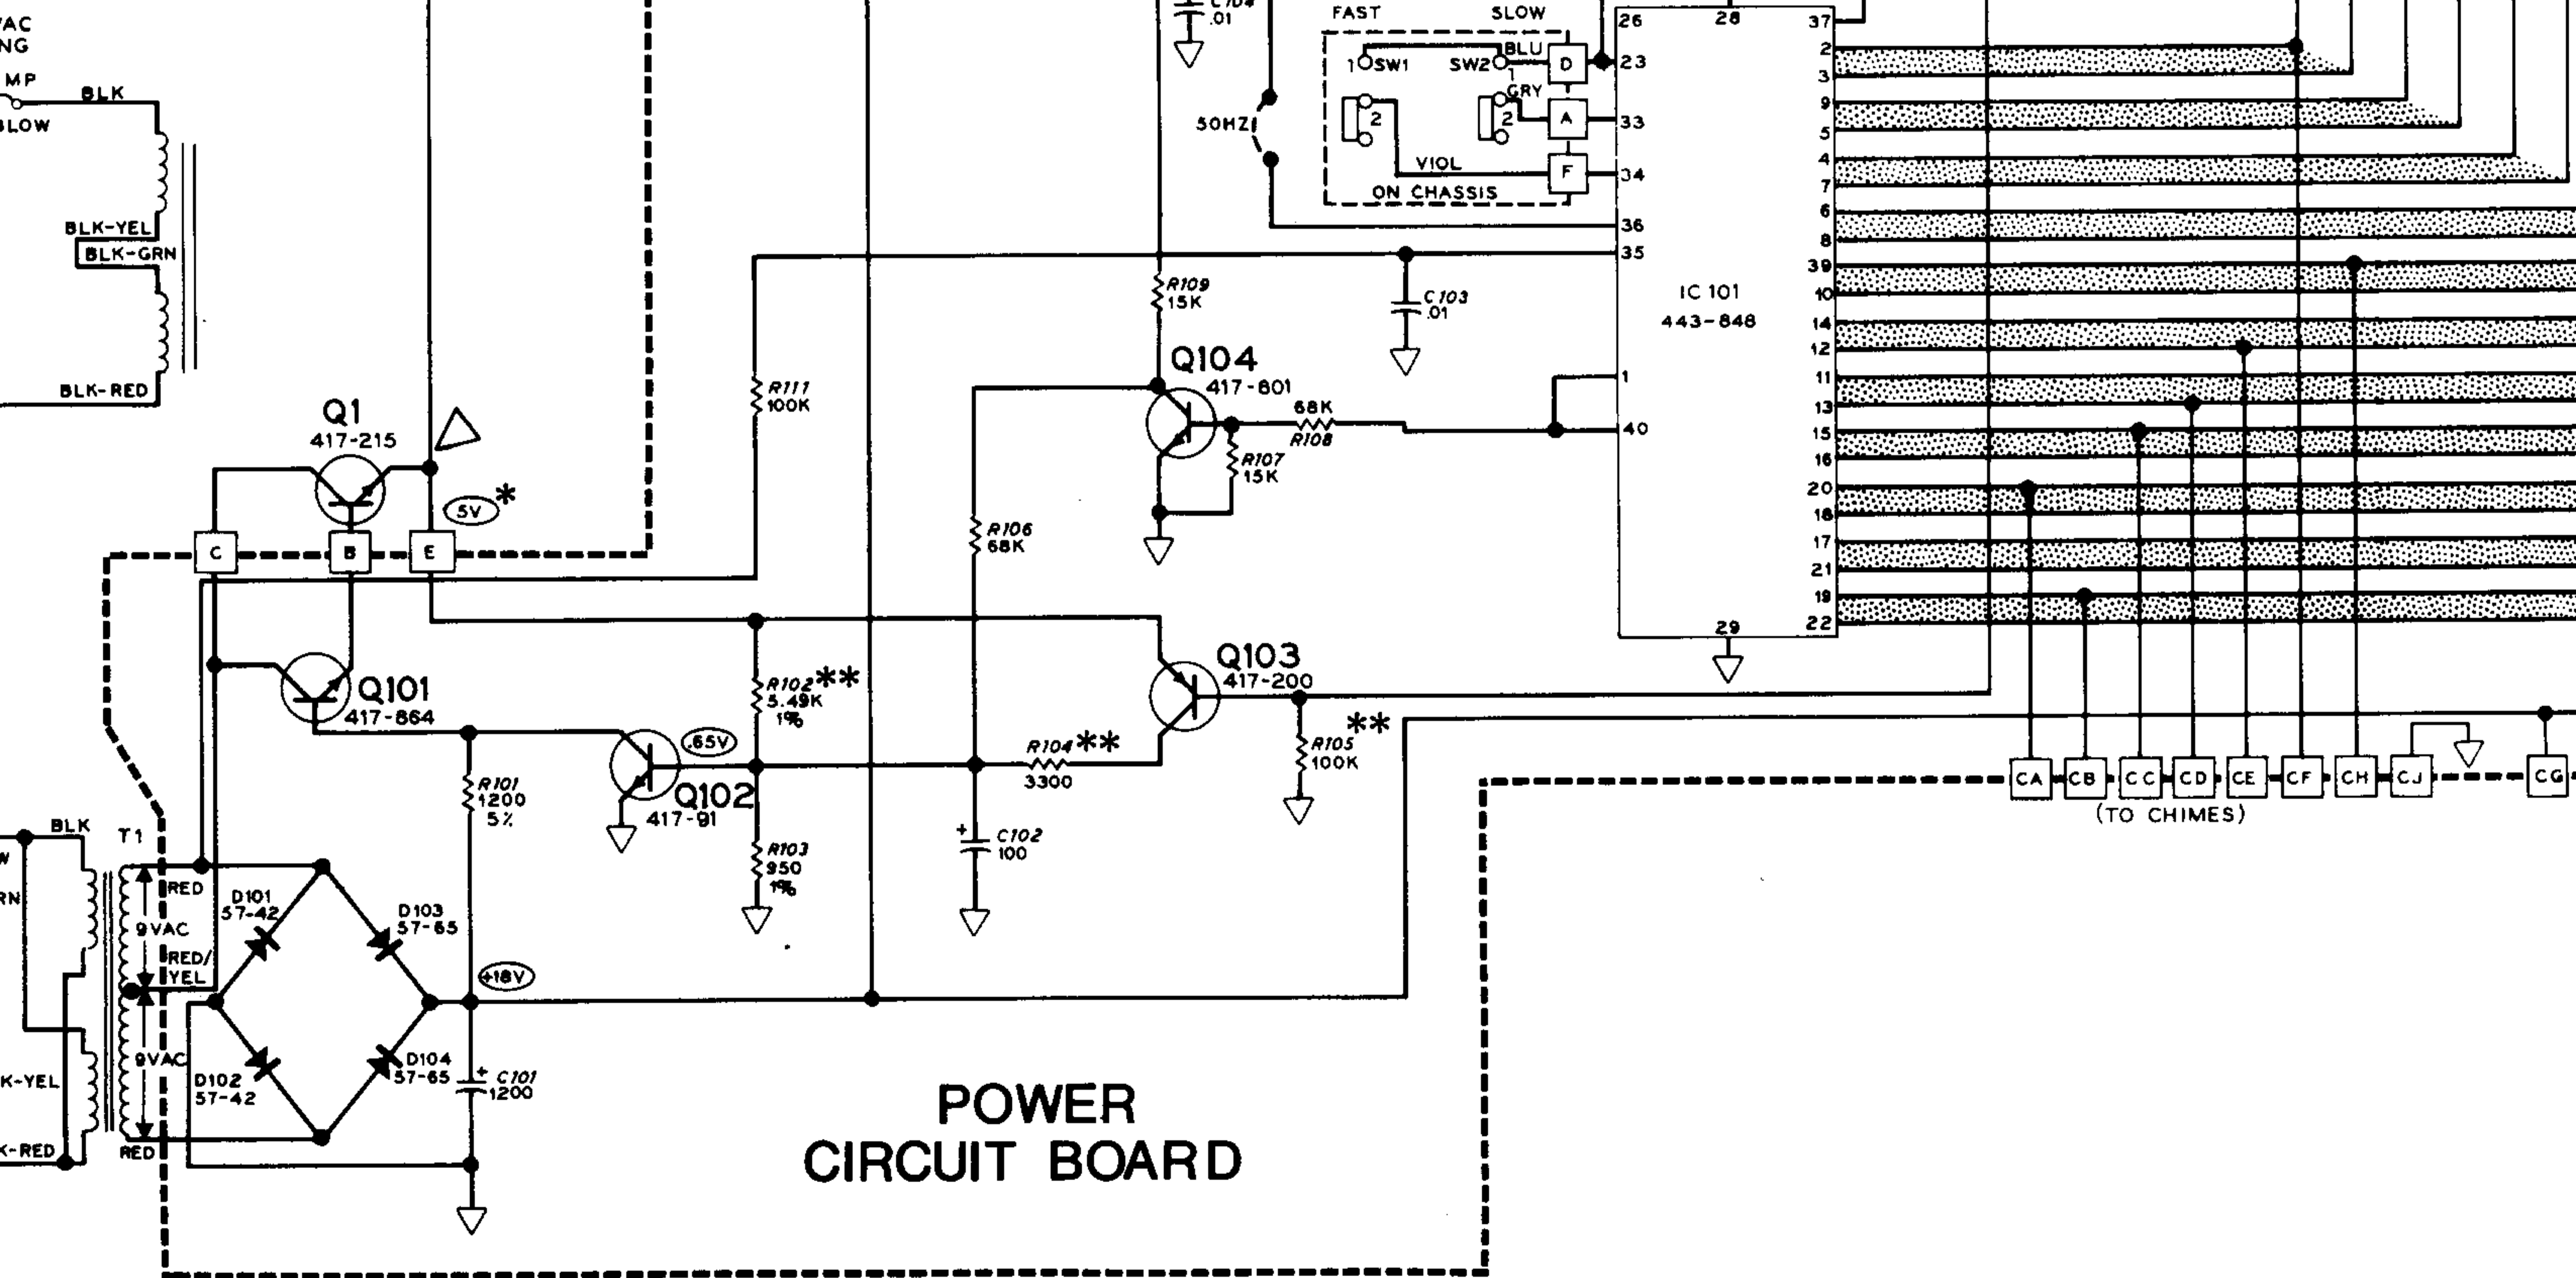 VAC
NG
MP
BLK
BLOW
BLK-YEL
BLK-GRN
BLK-RED
C104
.01
FAST
SLOW
BLU
1
SW1
SW2
1
D
GRY
2
2
A
VIOL
F
ON CHASSIS
50HZ
26
28
37
23
33
34
36
35
1
40
29
IC 101
443-848
2
3
9
5
4
7
6
8
39
10
14
12
11
13
15
16
20
18
17
21
19
22
R109
15K
C103
.01
Q104
417-801
68K
R108
R107
15K
R111
100K
R106
68K
Q1
417-215
5V *
C
B
E
Q101
417-864
R102 **
5.49K
1%
Q103
417-200
**
R105
100K
.65V
R104 **
3300
Q102
417-91
R101
1200
5%
R103
950
1%
+
C102
100
CA
CB
CC
CD
CE
CF
CH
CJ
CG
(TO CHIMES)
BLK
T1
W
RN
RED
9VAC
RED/
YEL
9VAC
K-YEL
K-RED
RED
D101
57-42
D103
57-65
D102
57-42
D104
57-65
+18V
+
C101
1200
POWER
CIRCUIT BOARD